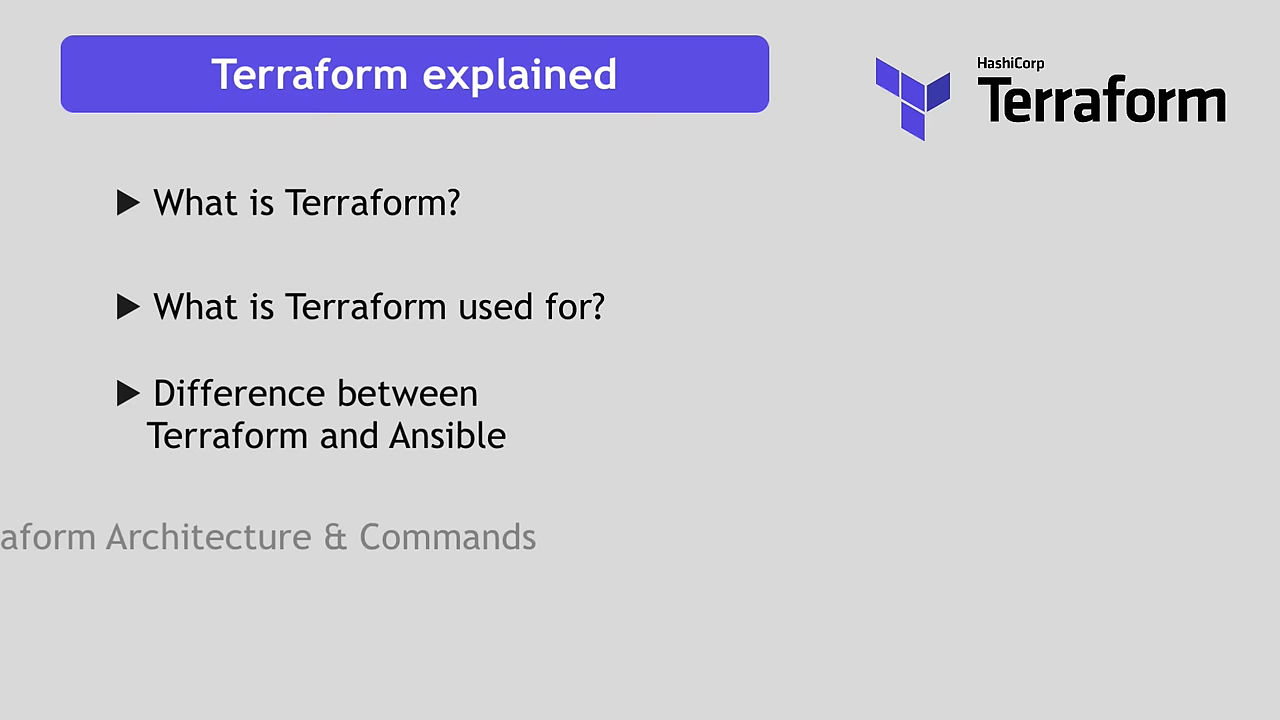 Terraform explained
HashiCorp
Terraform
▶ What is Terraform?
▶ What is Terraform used for?
▶ Difference between
Terraform and Ansible
aform Architecture & Commands